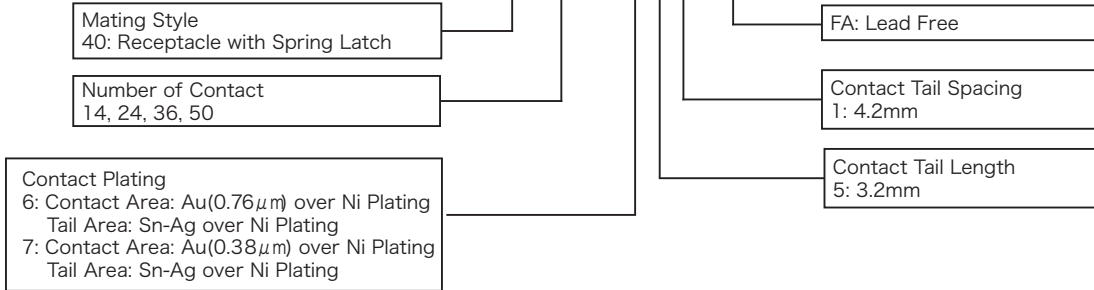 Mating Style
40: Receptacle with Spring Latch
Number of Contact
14, 24, 36, 50
Contact Plating
6: Contact Area: Au(0.76μm) over Ni Plating
Tail Area: Sn-Ag over Ni Plating
7: Contact Area: Au(0.38μm) over Ni Plating
Tail Area: Sn-Ag over Ni Plating
FA: Lead Free
Contact Tail Spacing
1: 4.2mm
Contact Tail Length
5: 3.2mm